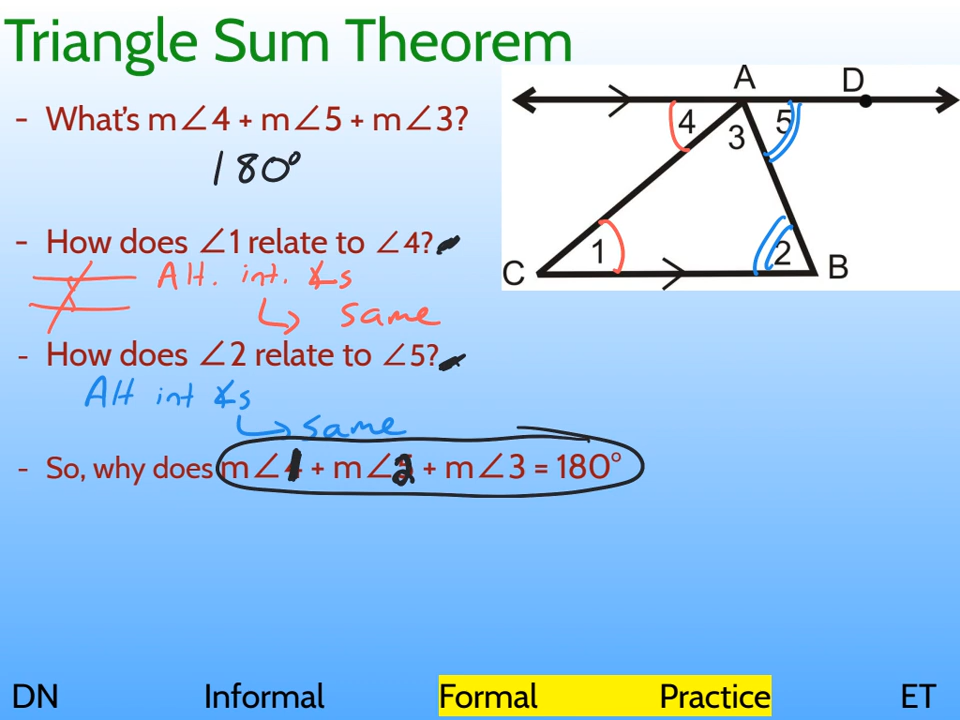 Triangle Sum Theorem
- What's m∠4 + m∠5 + m∠3?
180°
- How does ∠1 relate to ∠4?
Alt. int. ∡s
↳ same
- How does ∠2 relate to ∠5?
Alt int ∡s
↳ same
- So, why does m∠1 + m∠2 + m∠3 = 180°
A D
4 3 5
C 1 2 B
DN Informal Formal Practice ET